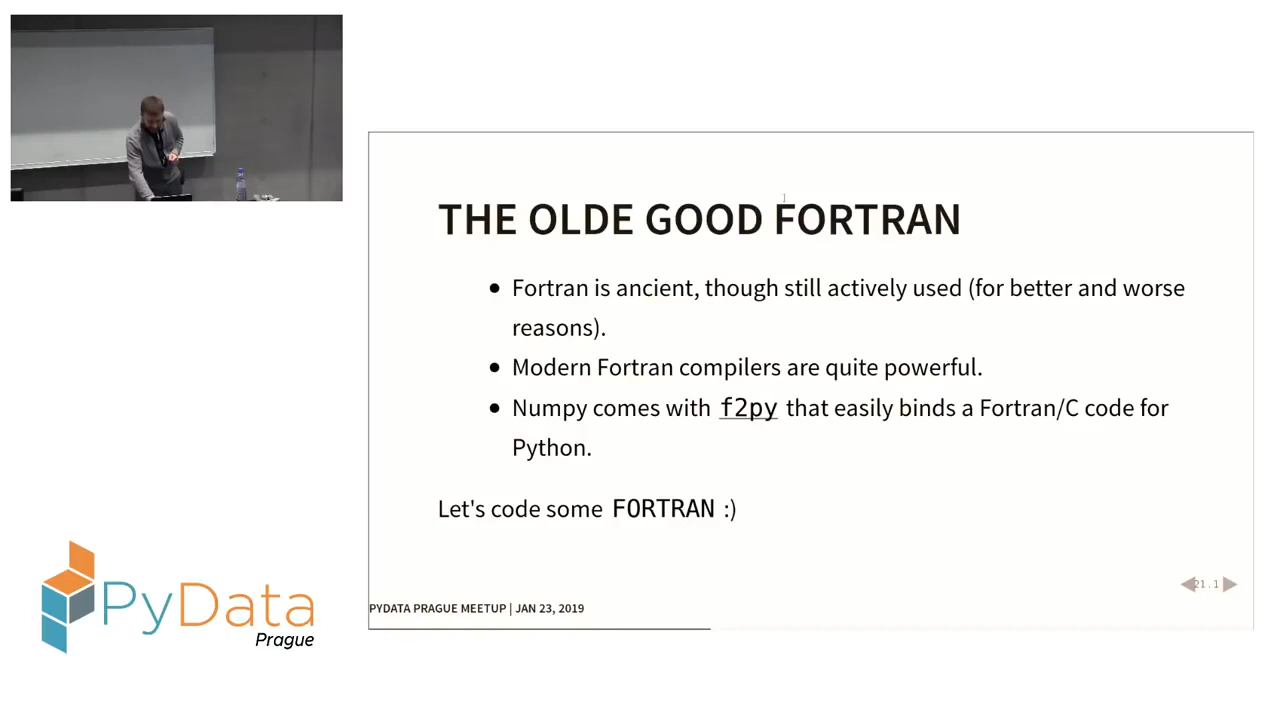 THE OLDE GOOD FORTRAN
Fortran is ancient, though still actively used (for better and worse
reasons).
Modern Fortran compilers are quite powerful.
Numpy comes with f2py that easily binds a Fortran/C code for
Python.
Let's code some FORTRAN :)
21.1
PYDATA PRAGUE MEETUP | JAN 23, 2019
PyData
Prague